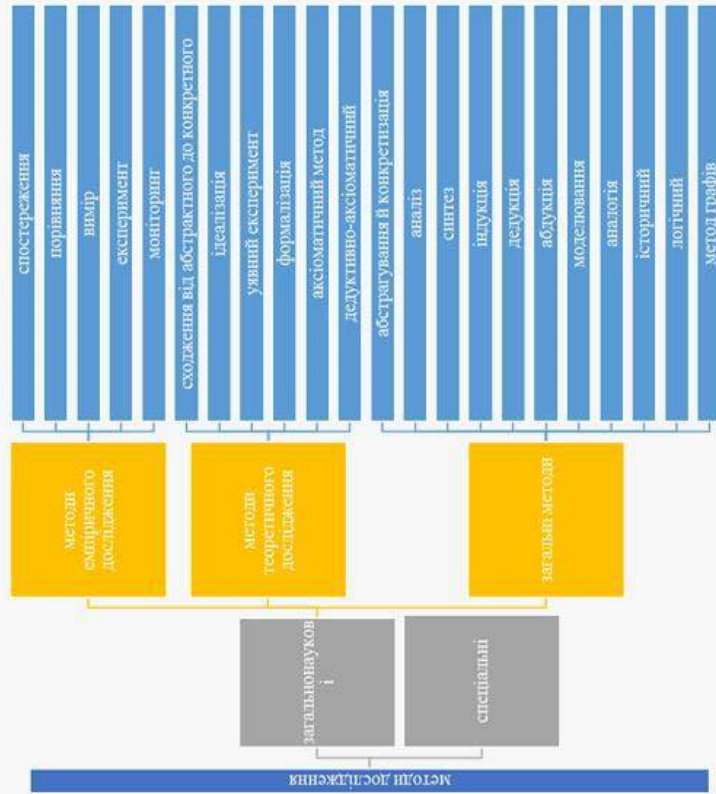 методи дослідження
загальнонауков
і
спеціальні
методи
емпіричного
дослідження
методи
теоретичного
дослідження
загальні методи
спостереження
порівняння
вимір
експеримент
моніторинг
сходження від абстрактного до конкретного
ідеалізація
уявний експеримент
формалізація
аксіоматичний метод
дедуктивно-аксіоматичний
абстрагування й конкретизація
аналіз
синтез
індукція
дедукція
абдукція
моделювання
аналогія
історичний
логічний
метод графів